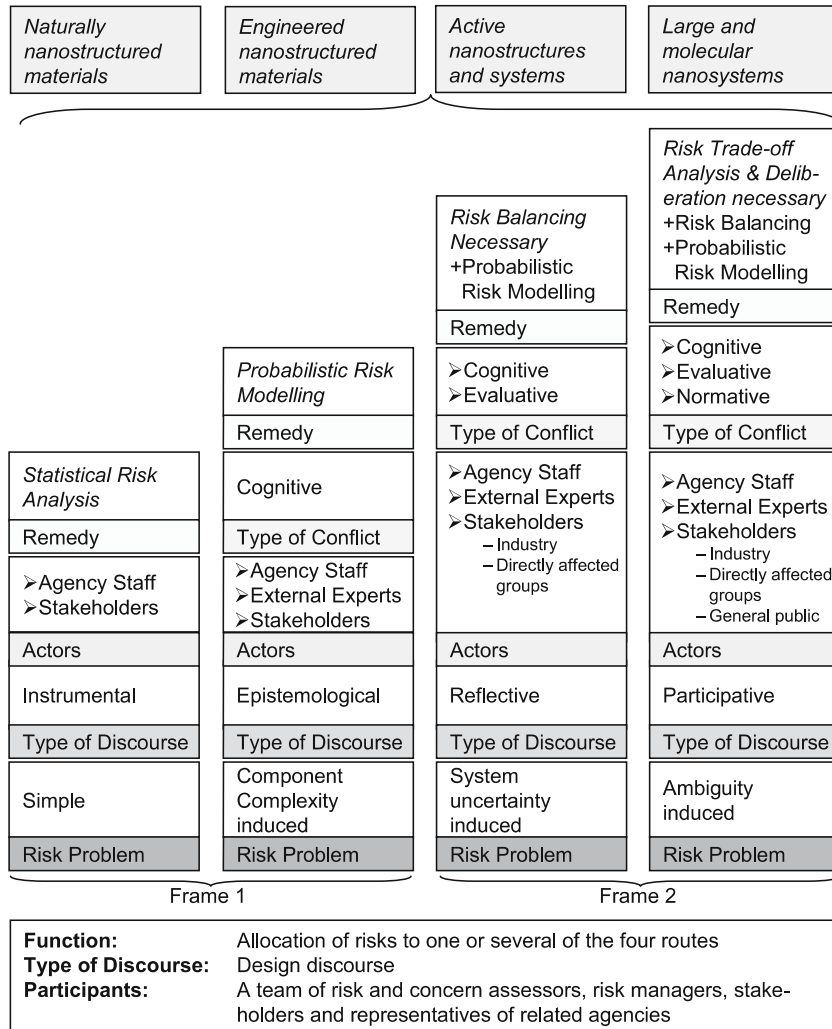 Naturally
nanostructured
materials
Engineered
nanostructured
materials
Active
nanostructures
and systems
Large and
molecular
nanosystems
Statistical Risk
Analysis
Remedy
➢Agency Staff
➢Stakeholders
Actors
Instrumental
Type of Discourse
Simple
Risk Problem
Probabilistic Risk
Modelling
Remedy
Cognitive
Type of Conflict
➢Agency Staff
➢External Experts
➢Stakeholders
Actors
Epistemological
Type of Discourse
Component
Complexity
induced
Risk Problem
Risk Balancing
Necessary
+Probabilistic
Risk Modelling
Remedy
➢Cognitive
➢Evaluative
Type of Conflict
➢Agency Staff
➢External Experts
➢Stakeholders
– Industry
– Directly affected
groups
Actors
Reflective
Type of Discourse
System
uncertainty
induced
Risk Problem
Risk Trade-off
Analysis & Delib-
eration necessary
+Risk Balancing
+Probabilistic
Risk Modelling
Remedy
➢Cognitive
➢Evaluative
➢Normative
Type of Conflict
➢Agency Staff
➢External Experts
➢Stakeholders
– Industry
– Directly affected
groups
– General public
Actors
Participative
Type of Discourse
Ambiguity
induced
Risk Problem
Frame 1
Frame 2
Function: Allocation of risks to one or several of the four routes
Type of Discourse: Design discourse
Participants: A team of risk and concern assessors, risk managers, stake-
holders and representatives of related agencies